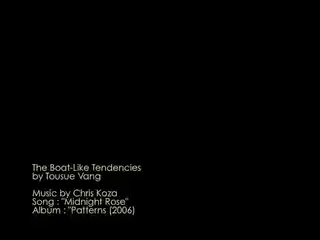 The Boat-Like Tendencies
by Tousue Vang
Music by Chris Koza
Song : "Midnight Rose"
Album : "Patterns (2006)